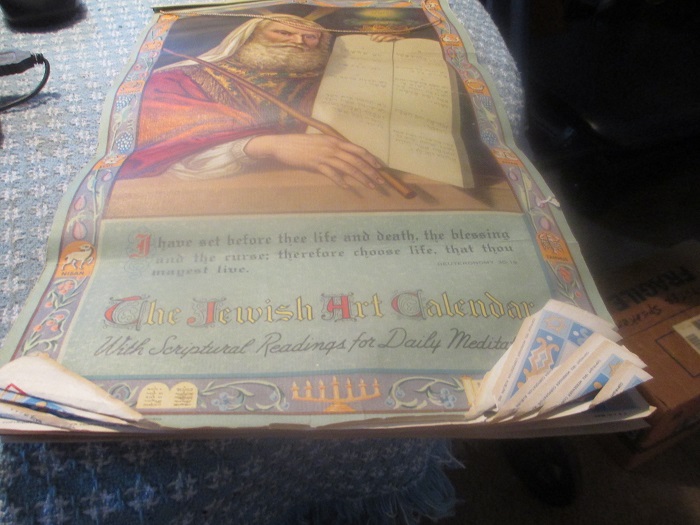 I have set before thee life and death, the blessing
and the curse; therefore choose life, that thou
mayest live.
The Jewish Art Calendar
With Scriptural Readings for Daily
FRAGILE